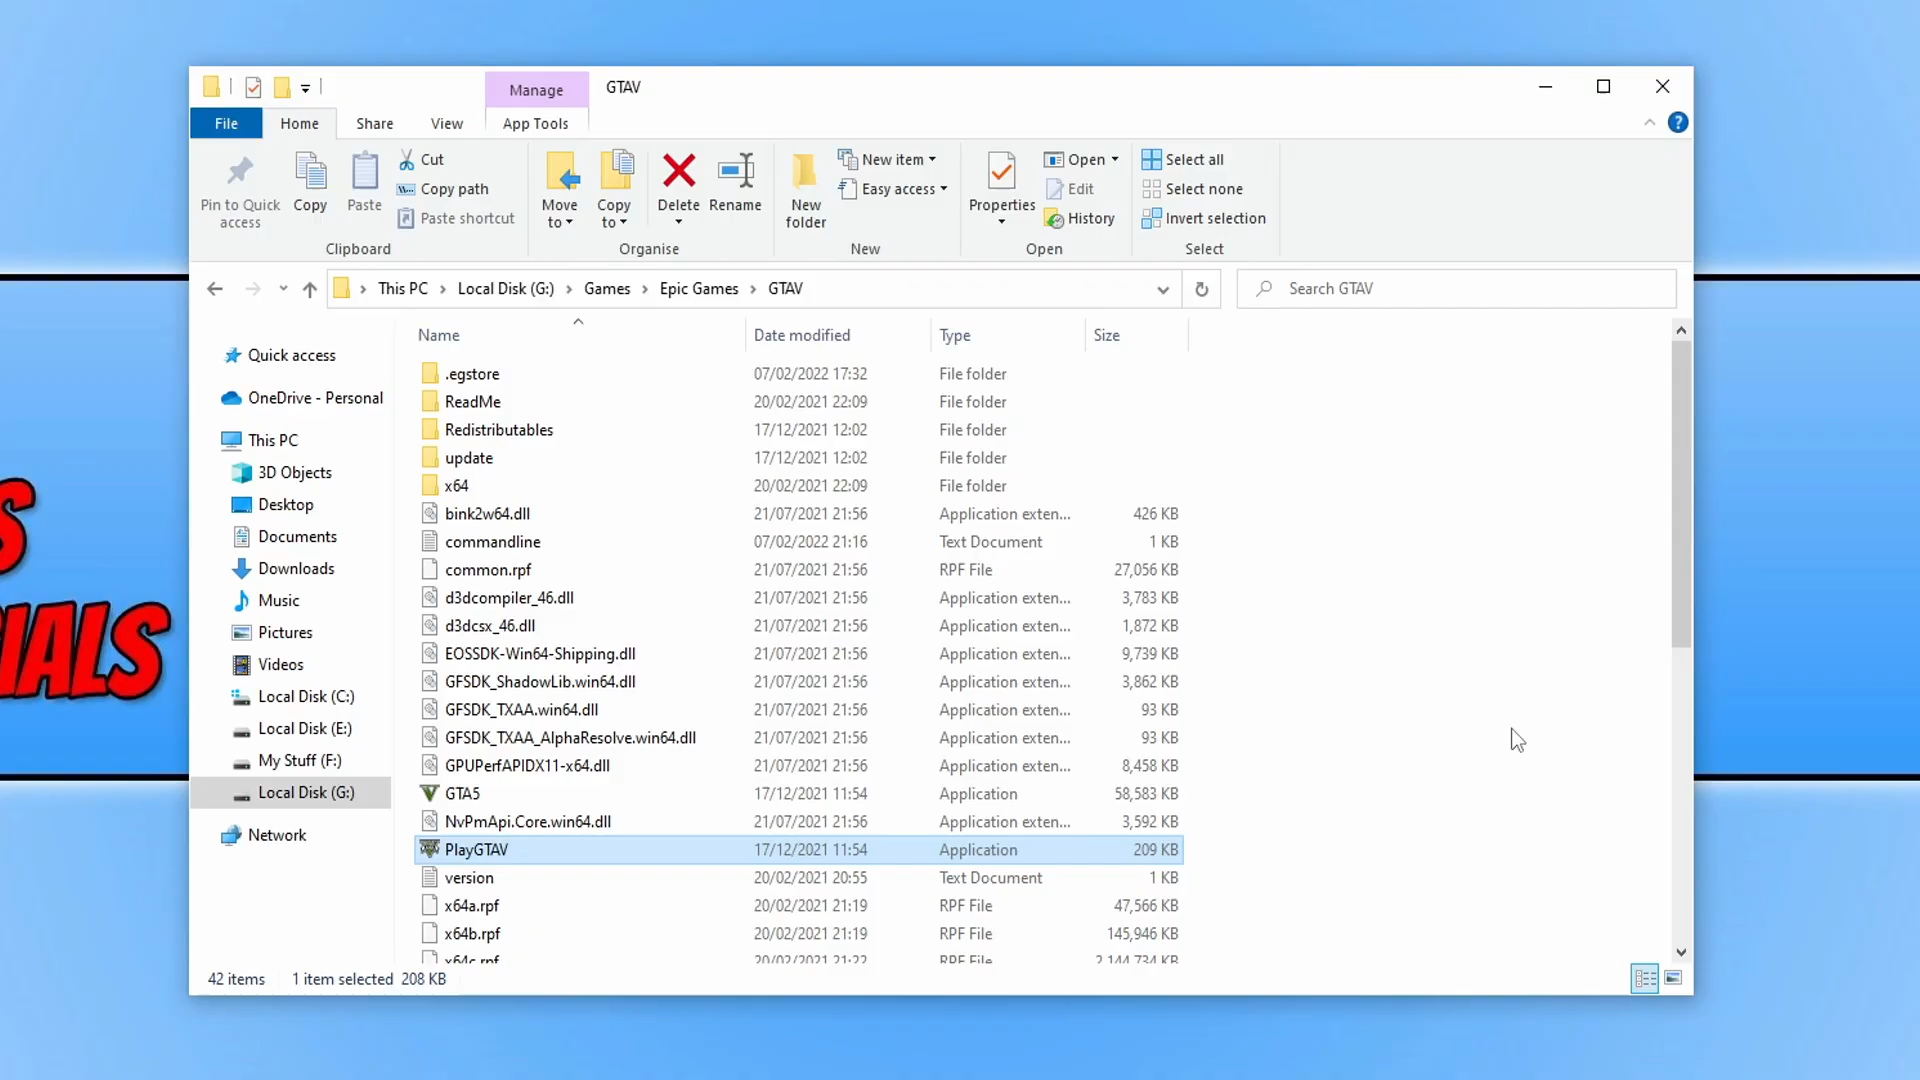 Manage GTAV
File Home Share View App Tools
Pin to Quick access Copy Paste Cut Copy path Paste shortcut
Move to Copy to Delete Rename
New folder New item Easy access
Properties Open Edit History
Select all Select none Invert selection
Clipboard Organise New Open Select
This PC Local Disk (G:) Games Epic Games GTAV Search GTAV
Quick access
OneDrive - Personal
This PC
3D Objects
Desktop
Documents
Downloads
Music
Pictures
Videos
Local Disk (C:)
Local Disk (E:)
My Stuff (F:)
Local Disk (G:)
Network
Name Date modified Type Size
.egstore 07/02/2022 17:32 File folder
ReadMe 20/02/2021 22:09 File folder
Redistributables 17/12/2021 12:02 File folder
update 17/12/2021 12:02 File folder
x64 20/02/2021 22:09 File folder
bink2w64.dll 21/07/2021 21:56 Application exten... 426 KB
commandline 07/02/2022 21:16 Text Document 1 KB
common.rpf 21/07/2021 21:56 RPF File 27,056 KB
d3dcompiler_46.dll 21/07/2021 21:56 Application exten... 3,783 KB
d3dcsx_46.dll 21/07/2021 21:56 Application exten... 1,872 KB
EOSSDK-Win64-Shipping.dll 21/07/2021 21:56 Application exten... 9,739 KB
GFSDK_ShadowLib.win64.dll 21/07/2021 21:56 Application exten... 3,862 KB
GFSDK_TXAA.win64.dll 21/07/2021 21:56 Application exten... 93 KB
GFSDK_TXAA_AlphaResolve.win64.dll 21/07/2021 21:56 Application exten... 93 KB
GPUPerfAPIDX11-x64.dll 21/07/2021 21:56 Application exten... 8,458 KB
GTA5 17/12/2021 11:54 Application 58,583 KB
NvPmApi.Core.win64.dll 21/07/2021 21:56 Application exten... 3,592 KB
PlayGTAV 17/12/2021 11:54 Application 209 KB
version 20/02/2021 20:55 Text Document 1 KB
x64a.rpf 20/02/2021 21:19 RPF File 47,566 KB
x64b.rpf 20/02/2021 21:19 RPF File 145,946 KB
x64c.rpf 20/02/2021 21:22 RPF File 2,144,734 KB
42 items 1 item selected 208 KB
S
IALS